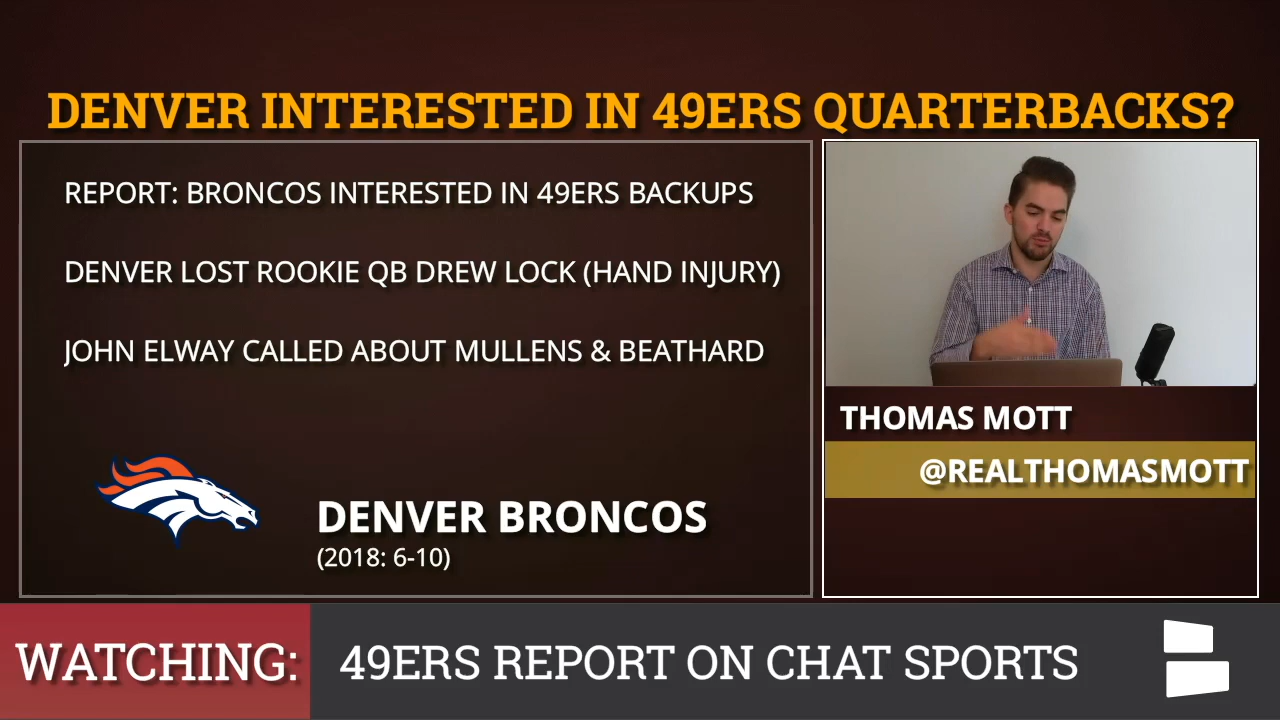 DENVER INTERESTED IN 49ERS QUARTERBACKS?
REPORT: BRONCOS INTERESTED IN 49ERS BACKUPS
DENVER LOST ROOKIE QB DREW LOCK (HAND INJURY)
JOHN ELWAY CALLED ABOUT MULLENS & BEATHARD
DENVER BRONCOS
(2018: 6-10)
THOMAS MOTT
@REALTHOMASMOTT
WATCHING:
49ERS REPORT ON CHAT SPORTS